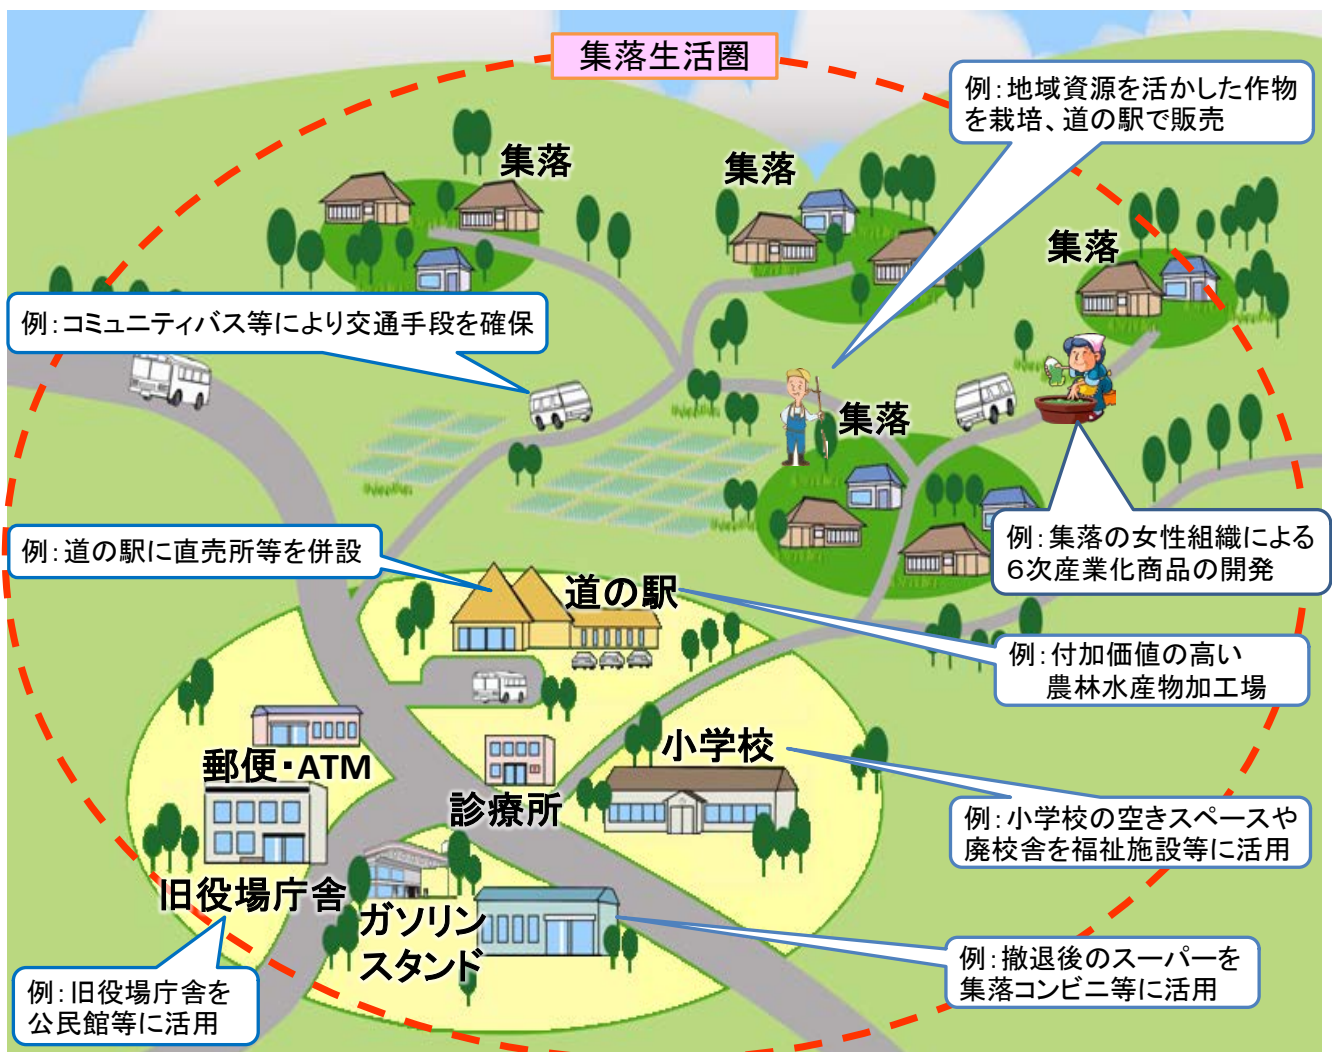 集落生活圏
例：地域資源を活かした作物
を栽培、道の駅で販売
集落
集落
集落
例：コミュニティバス等により交通手段を確保
集落
例：集落の女性組織による
６次産業化商品の開発
例：道の駅に直売所等を併設
道の駅
例：付加価値の高い
農林水産物加工場
小学校
郵便・ATM
診療所
例：小学校の空きスペースや
廃校舎を福祉施設等に活用
旧役場庁舎
ガソリン
スタンド
例：撤退後のスーパーを
集落コンビニ等に活用
例：旧役場庁舎を
公民館等に活用